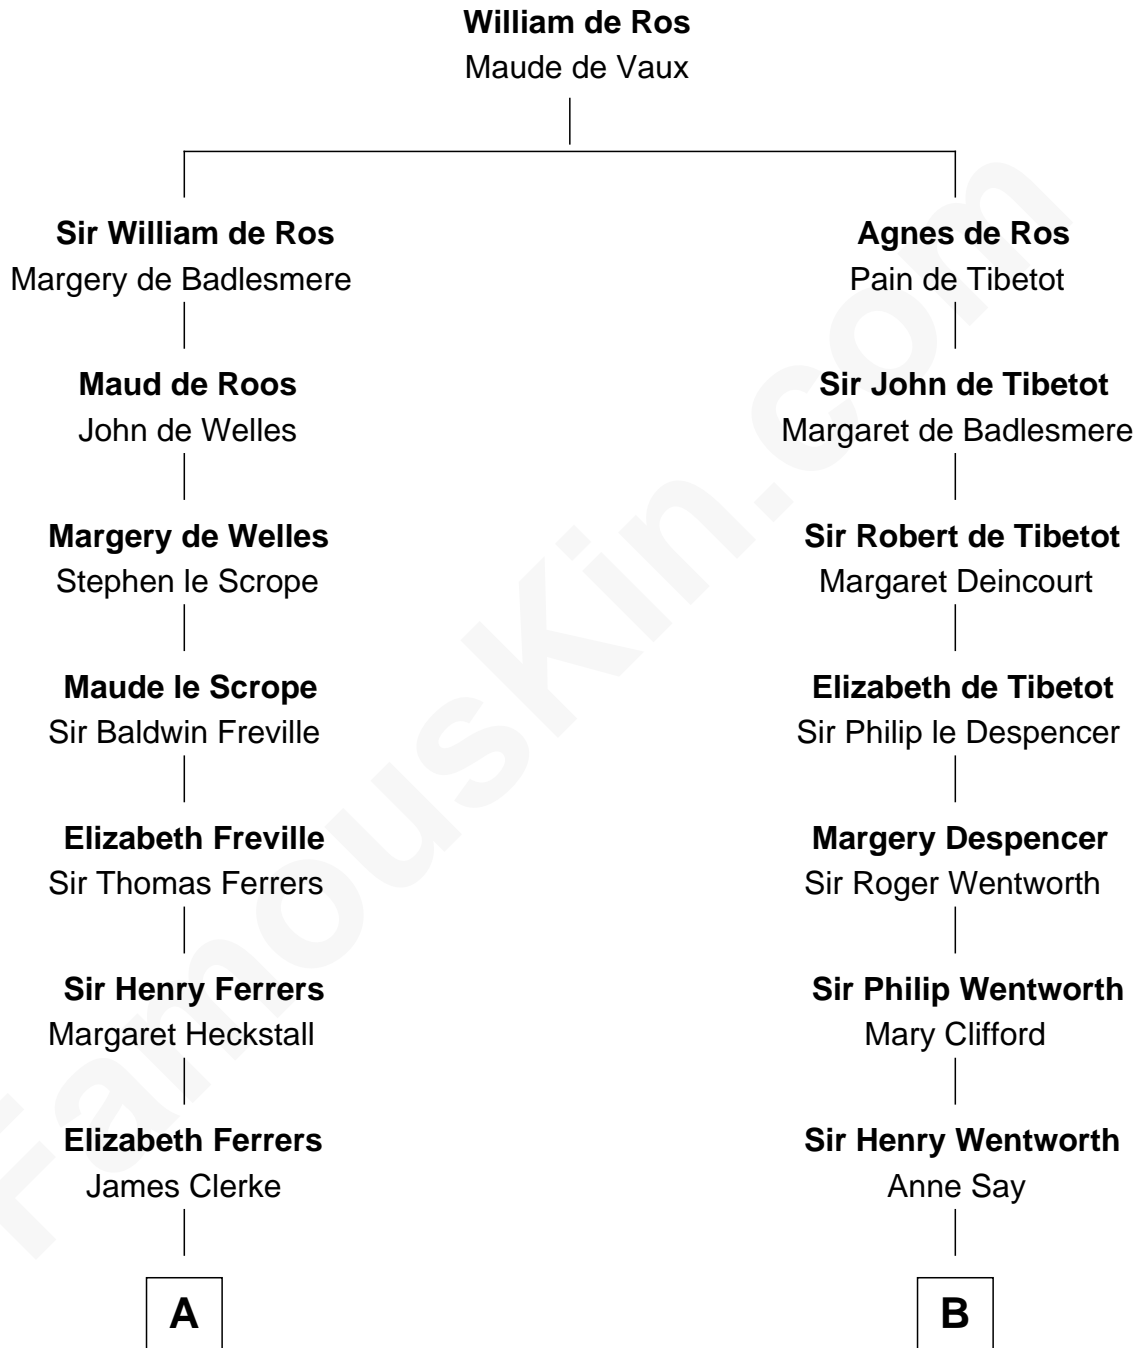 William de Ros
Maude de Vaux
Sir William de Ros
Margery de Badlesmere
Agnes de Ros
Pain de Tibetot
Maud de Roos
John de Welles
Sir John de Tibetot
Margaret de Badlesmere
Margery de Welles
Stephen le Scrope
Sir Robert de Tibetot
Margaret Deincourt
Maude le Scrope
Sir Baldwin Freville
Elizabeth de Tibetot
Sir Philip le Despencer
Elizabeth Freville
Sir Thomas Ferrers
Margery Despencer
Sir Roger Wentworth
Sir Henry Ferrers
Margaret Heckstall
Sir Philip Wentworth
Mary Clifford
Elizabeth Ferrers
James Clerke
Sir Henry Wentworth
Anne Say
A
B
FamousKin.com